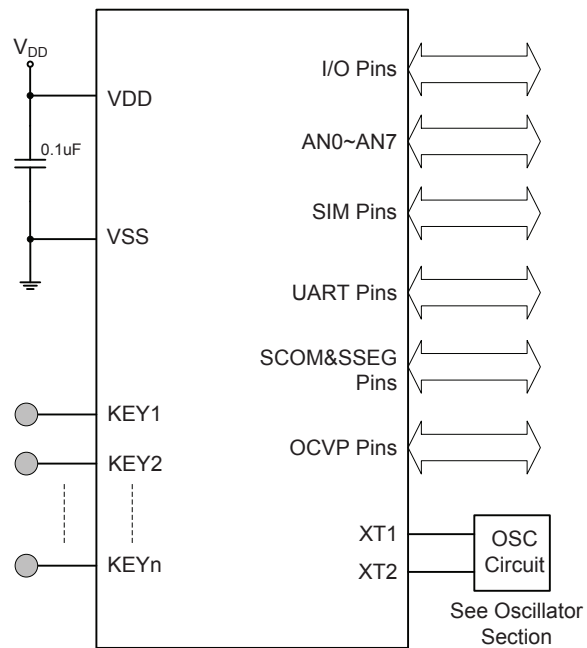 VDD
VDD
0.1uF
VSS
KEY1
KEY2
KEYn
I/O Pins
AN0~AN7
SIM Pins
UART Pins
SCOM&SSEG
Pins
OCVP Pins
XT1
XT2
OSC
Circuit
See Oscillator
Section